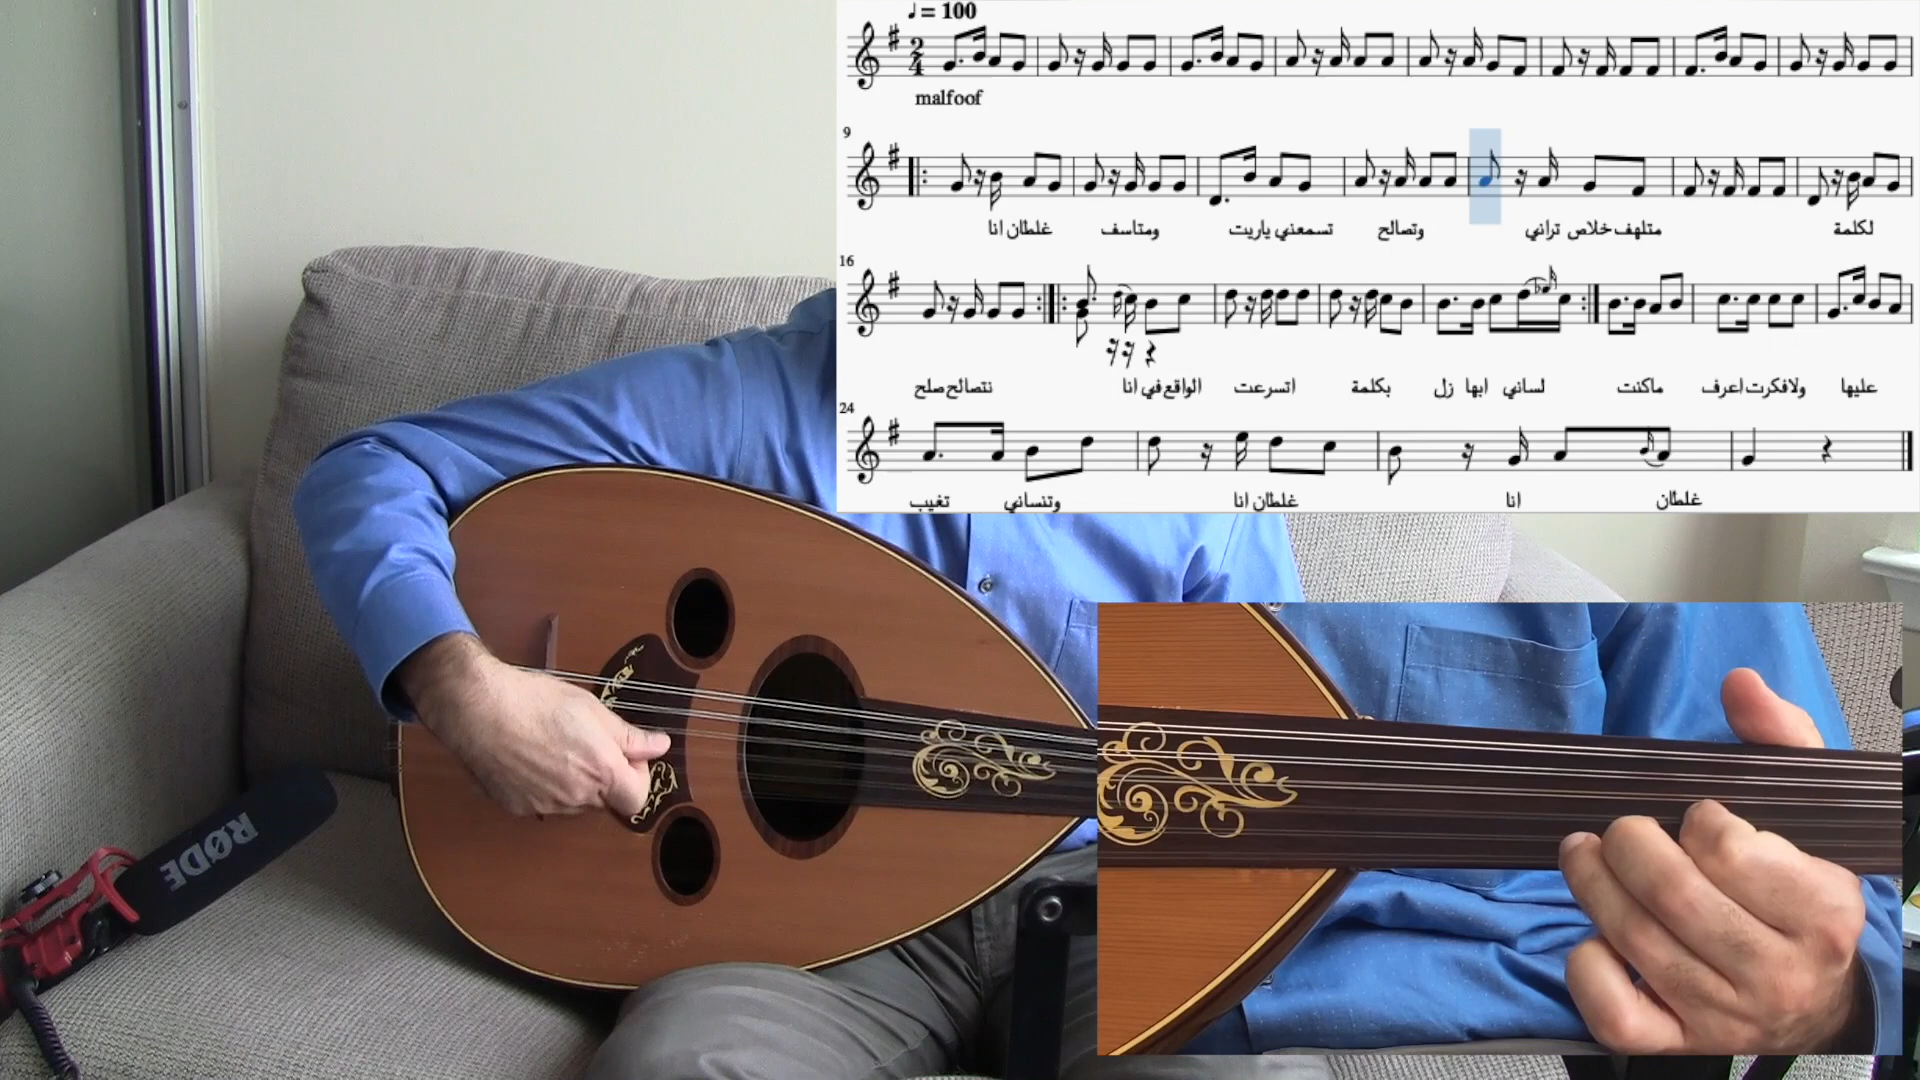 ♩= 100
malfoof
9
غلطان انا ومتاسف تسمعني ياريت وتصالح تراني خلاص متلهف لكلمة
16
نتصالح صلح انا في الواقع اتسرعت بكلمة زل ابها لساني ماكنت اعرف ولافكرت عليها
24
تغيب وتنساني غلطان انا انا غلطان
RØDE